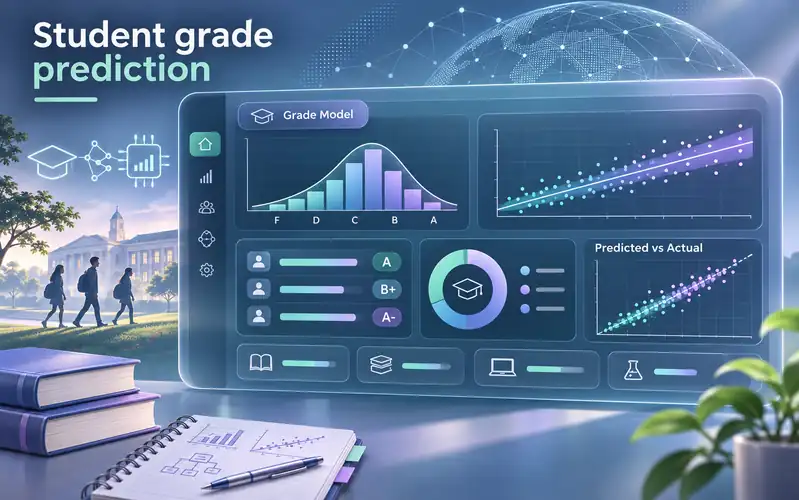 Student grade
prediction
Grade Model
F D C B A
A
B+
A-
Predicted vs Actual